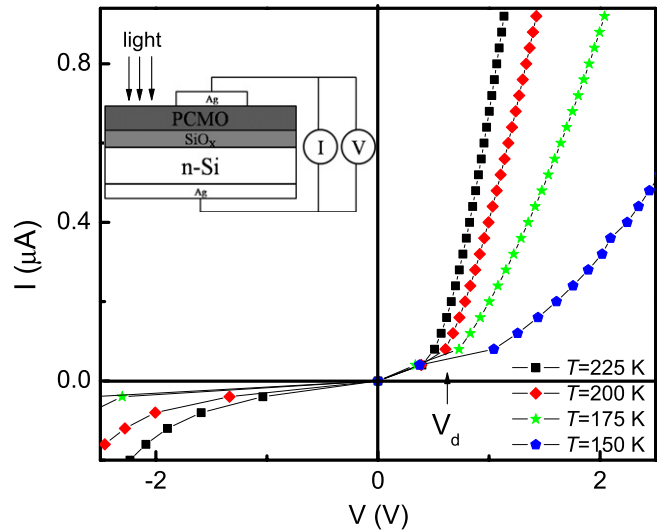 light
Ag
PCMO
SiOx
n-Si
Ag
I
V
0.8
0.4
0.0
I (μA)
Vd
T=225 K
T=200 K
T=175 K
T=150 K
-2
0
2
V (V)